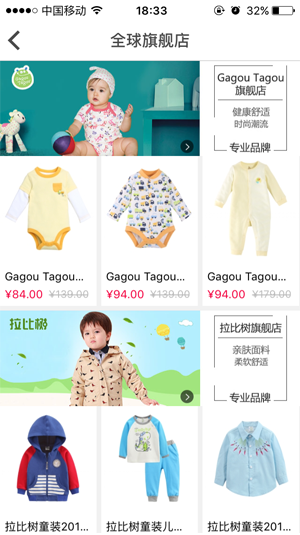 中国移动 18:33 32%
全球旗舰店
Gagou Tagou
Gagou Tagou
旗舰店
健康舒适
时尚潮流
专业品牌
Gagou Tagou... Gagou Tagou... Gagou Tagou...
¥84.00 ¥139.00 ¥94.00 ¥139.00 ¥94.00 ¥179.00
拉比树
拉比树旗舰店
亲肤面料
柔软舒适
专业品牌
拉比树童装201... 拉比树童装儿... 拉比树童装201...